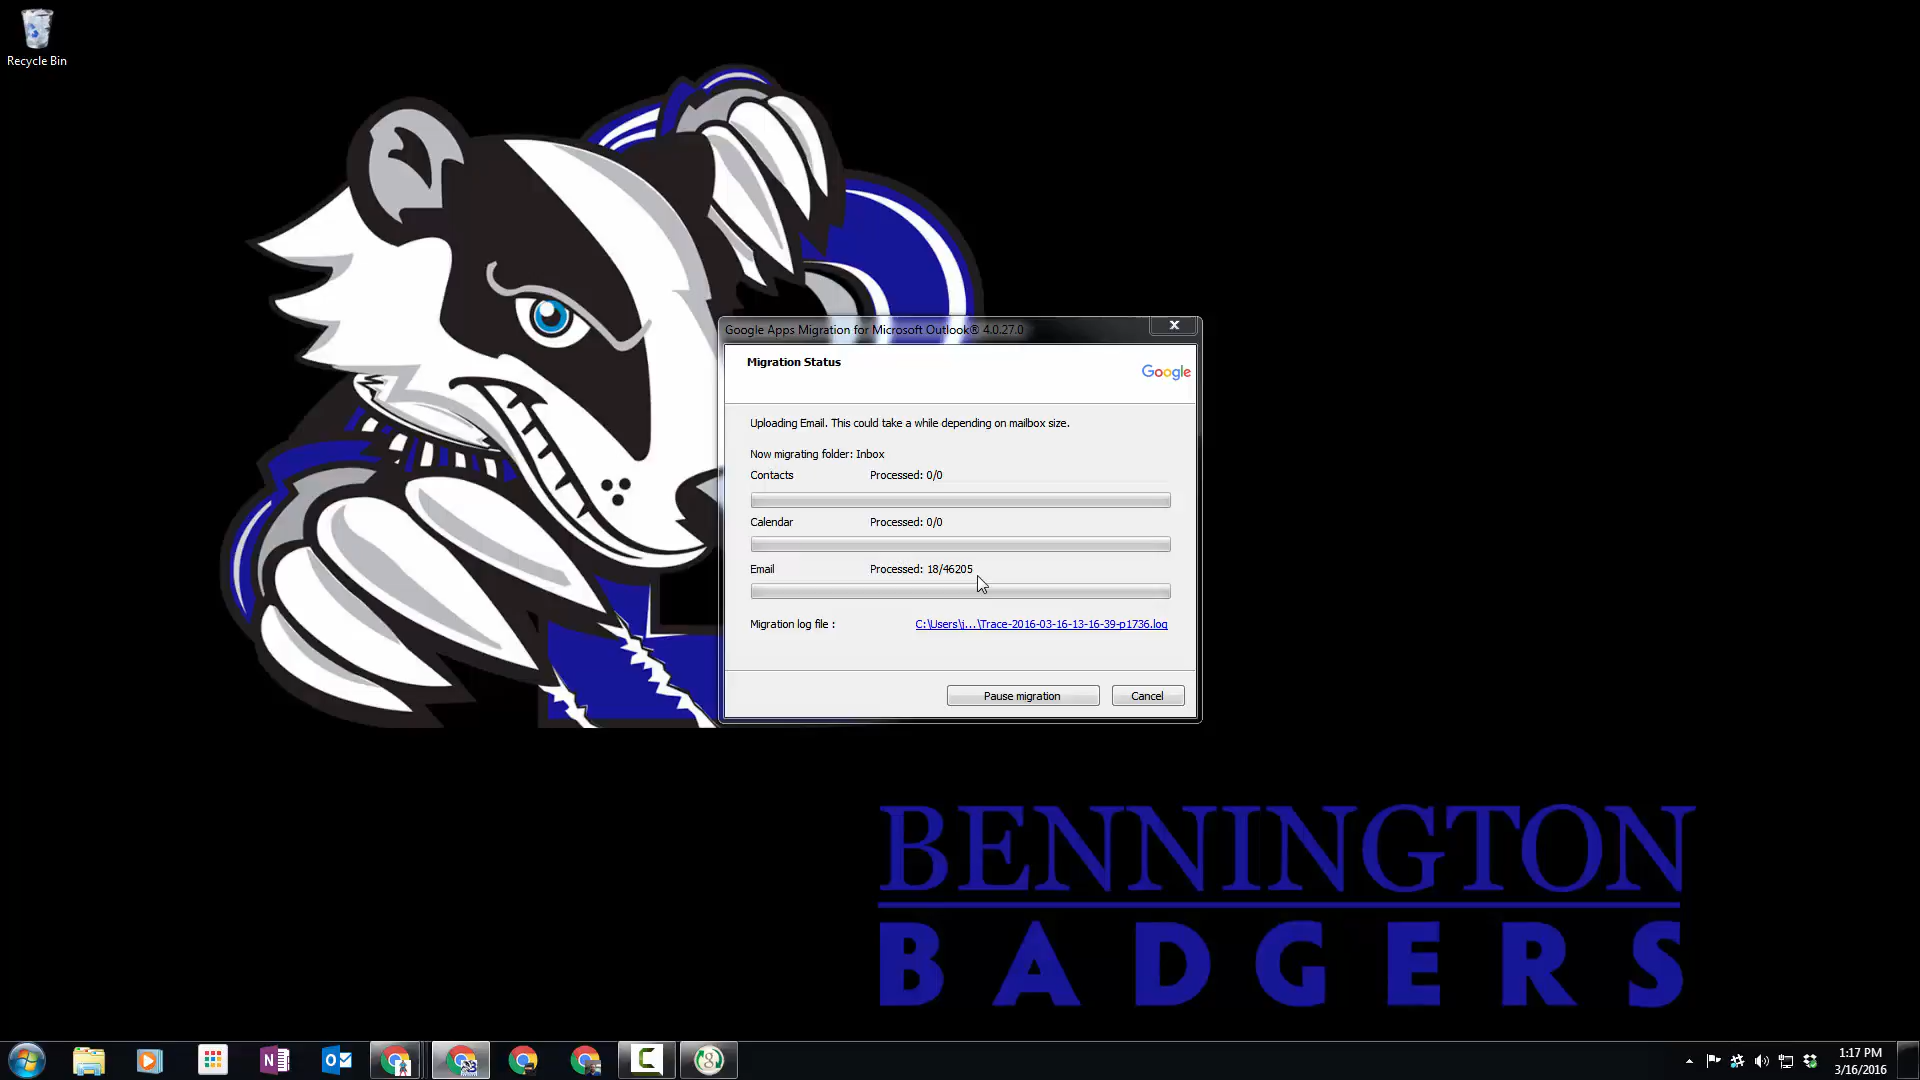 Recycle Bin
Google Apps Migration for Microsoft Outlook® 4.0.27.0
Migration Status
Google
Uploading Email. This could take a while depending on mailbox size.
Now migrating folder: Inbox
Contacts Processed: 0/0
Calendar Processed: 0/0
Email Processed: 18/46205
Migration log file : C:\Users\j...\Trace-2016-03-16-13-16-39-p1736.log
Pause migration Cancel
BENNINGTON
BADGERS
1:17 PM
3/16/2016